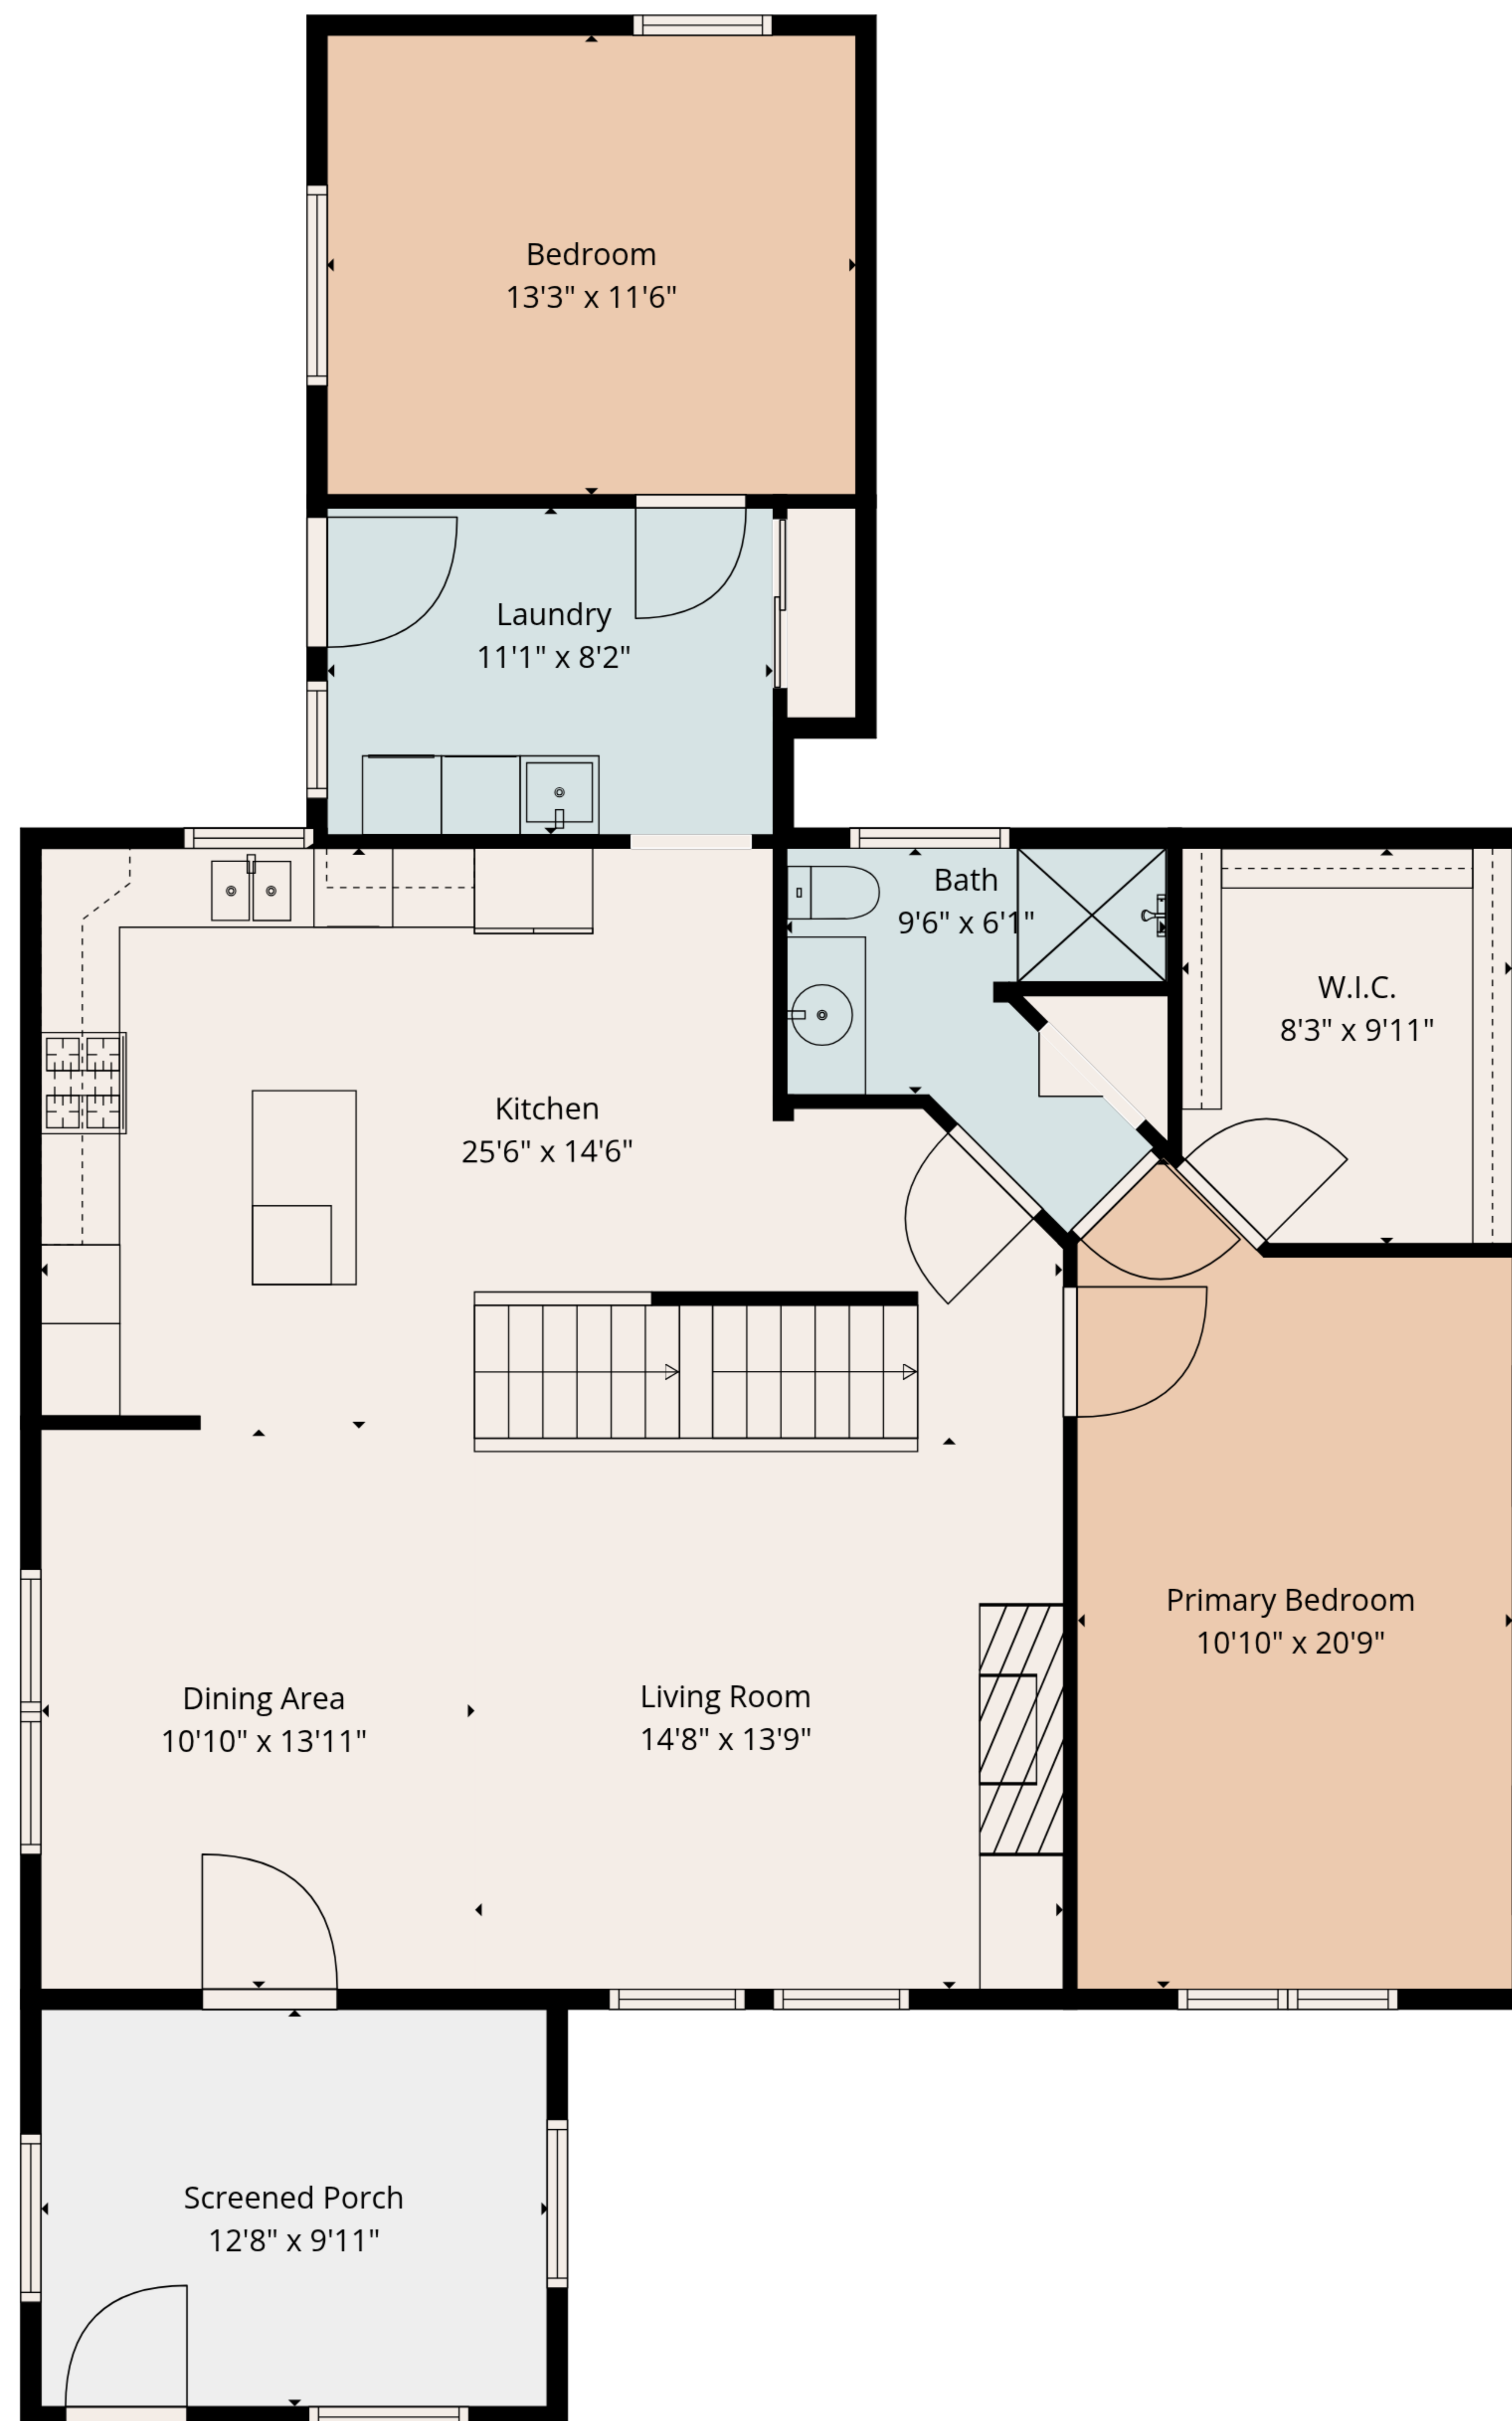 Bedroom
13'3" x 11'6"
Laundry
11'1" x 8'2"
Bath
9'6" x 6'1"
W.I.C.
8'3" x 9'11"
Kitchen
25'6" x 14'6"
Primary Bedroom
10'10" x 20'9"
Dining Area
10'10" x 13'11"
Living Room
14'8" x 13'9"
Screened Porch
12'8" x 9'11"